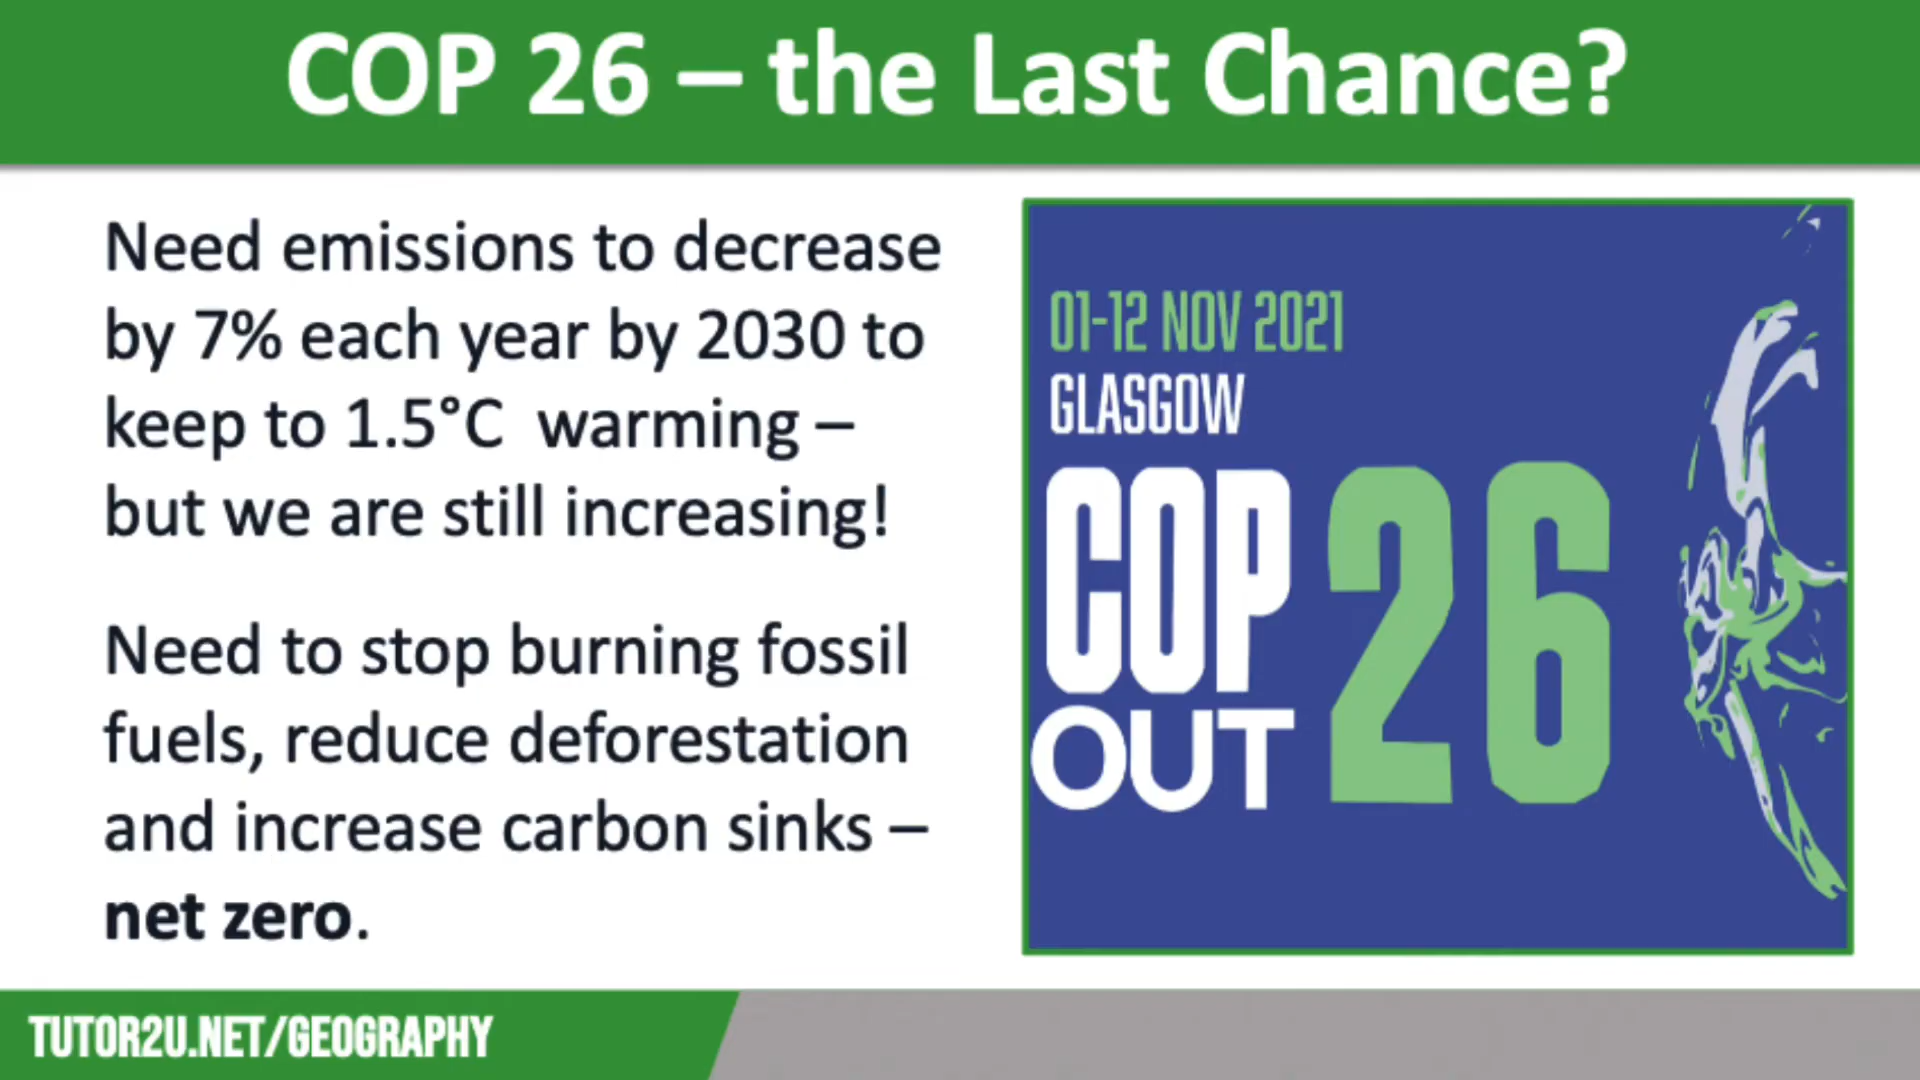 COP 26 – the Last Chance?
Need emissions to decrease
by 7% each year by 2030 to
keep to 1.5°C warming –
but we are still increasing!
Need to stop burning fossil
fuels, reduce deforestation
and increase carbon sinks –
net zero.
01-12 NOV 2021
GLASGOW
COP 26
OUT
TUTOR2U.NET/GEOGRAPHY